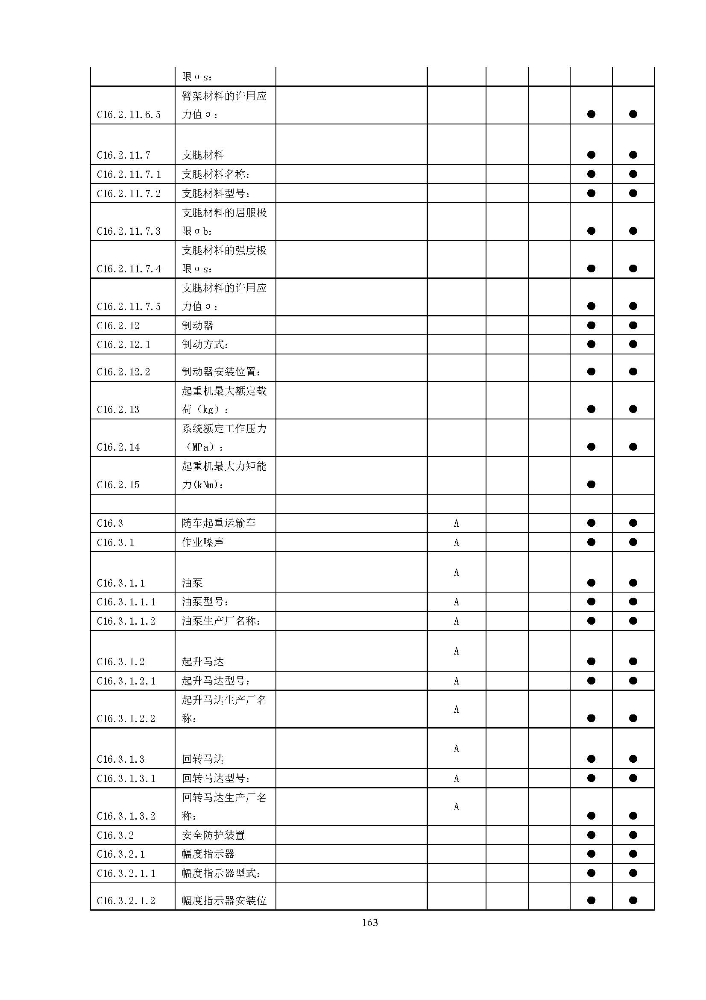 限σs：
臂架材料的许用应
C16.2.11.6.5 力值σ： ● ●
C16.2.11.7 支腿材料 ● ●
C16.2.11.7.1 支腿材料名称： ● ●
C16.2.11.7.2 支腿材料型号： ● ●
支腿材料的屈服极
C16.2.11.7.3 限σb： ● ●
支腿材料的强度极
C16.2.11.7.4 限σs： ● ●
支腿材料的许用应
C16.2.11.7.5 力值σ： ● ●
C16.2.12 制动器 ● ●
C16.2.12.1 制动方式： ● ●
C16.2.12.2 制动器安装位置： ● ●
起重机最大额定载
C16.2.13 荷（kg）： ● ●
系统额定工作压力
C16.2.14 （MPa）： ● ●
起重机最大力矩能
C16.2.15 力(kNm)： ●
C16.3 随车起重运输车 A ● ●
C16.3.1 作业噪声 A ● ●
C16.3.1.1 油泵 A ● ●
C16.3.1.1.1 油泵型号： A ● ●
C16.3.1.1.2 油泵生产厂名称： A ● ●
C16.3.1.2 起升马达 A ● ●
C16.3.1.2.1 起升马达型号： A ● ●
起升马达生产厂名
C16.3.1.2.2 称： A ● ●
C16.3.1.3 回转马达 A ● ●
C16.3.1.3.1 回转马达型号： A ● ●
回转马达生产厂名
C16.3.1.3.2 称： A ● ●
C16.3.2 安全防护装置 ● ●
C16.3.2.1 幅度指示器 ● ●
C16.3.2.1.1 幅度指示器型式： ● ●
C16.3.2.1.2 幅度指示器安装位 ● ●
163